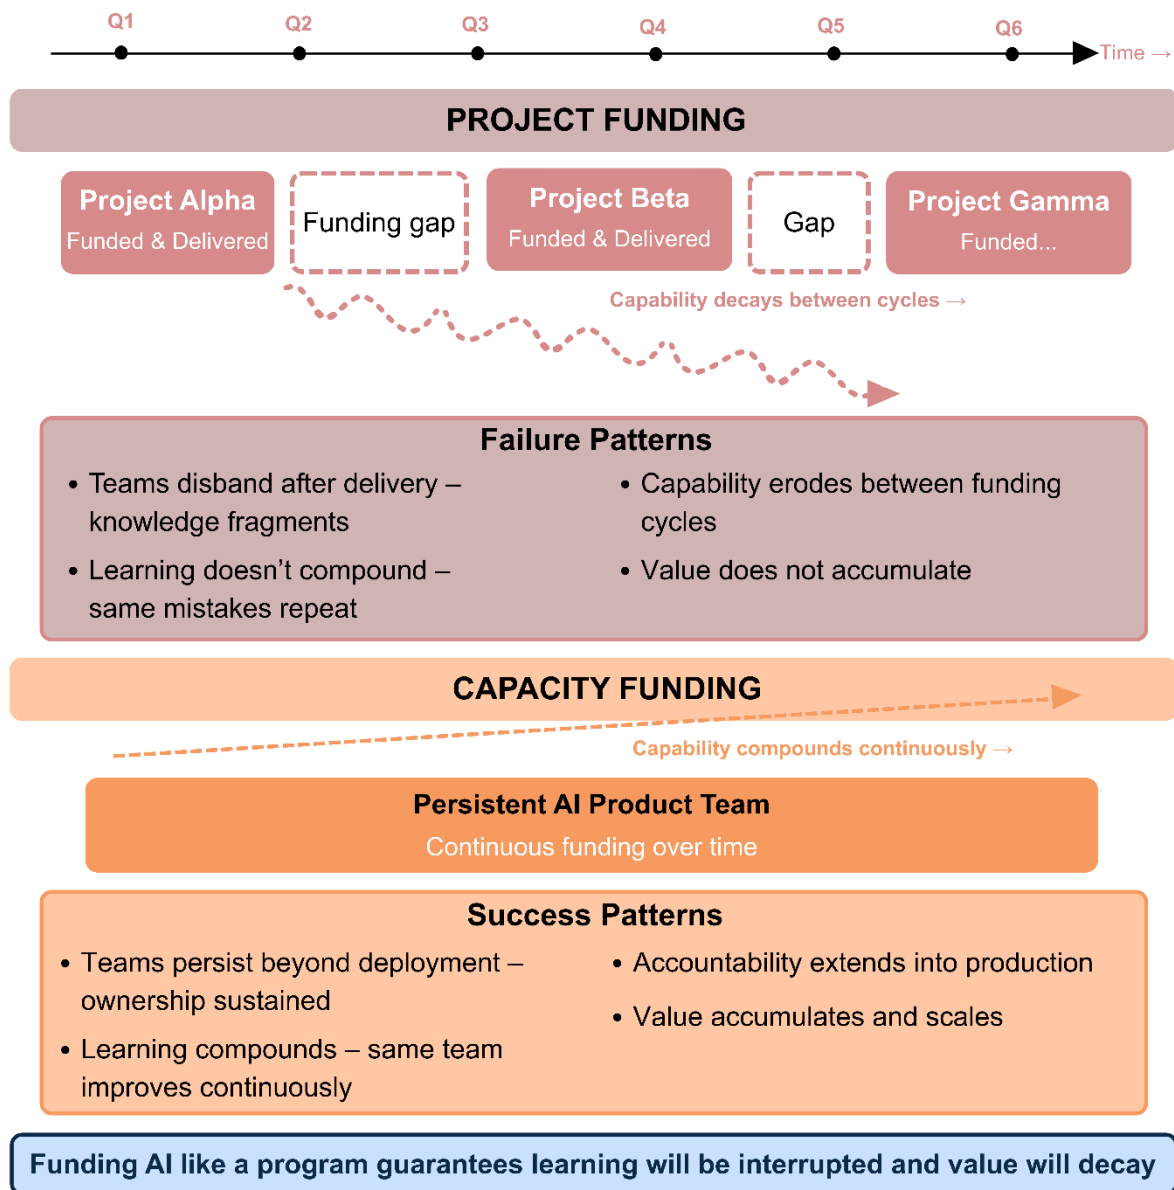 Q1 Q2 Q3 Q4 Q5 Q6
Time →
PROJECT FUNDING
Project Alpha
Funded & Delivered
Funding gap
Project Beta
Funded & Delivered
Gap
Project Gamma
Funded...
Capability decays between cycles →
Failure Patterns
• Teams disband after delivery –
knowledge fragments
• Learning doesn’t compound –
same mistakes repeat
• Capability erodes between funding
cycles
• Value does not accumulate
CAPACITY FUNDING
Capability compounds continuously →
Persistent AI Product Team
Continuous funding over time
Success Patterns
• Teams persist beyond deployment –
ownership sustained
• Learning compounds – same team
improves continuously
• Accountability extends into production
• Value accumulates and scales
Funding AI like a program guarantees learning will be interrupted and value will decay